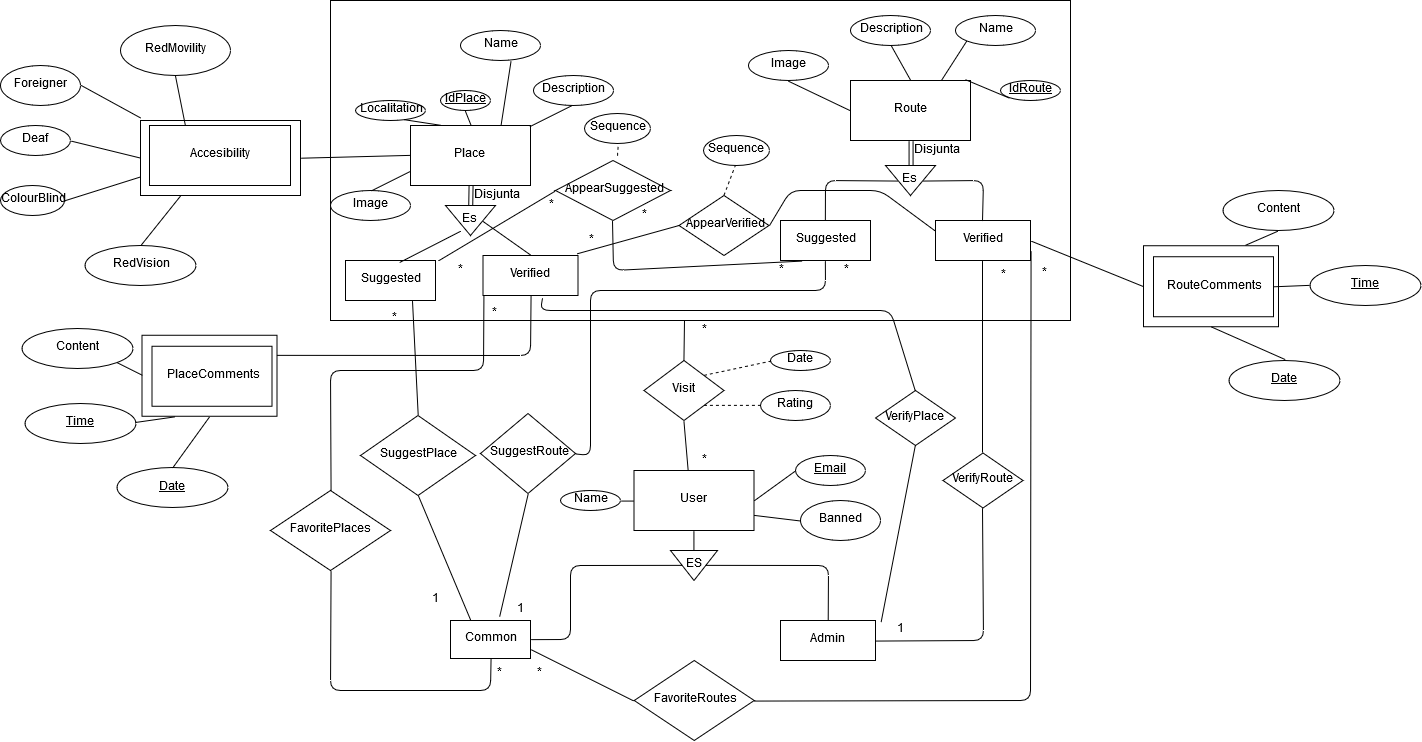 Description
Name
RedMovility
Name
Image
Foreigner
Description
IdRoute
Localitation
IdPlace
Route
Sequence
Deaf
Sequence
Disjunta
Accesibility
Place
Es
AppearSuggested
Disjunta
ColourBlind
Image
*
*
Content
Es
AppearVerified
*
Suggested
Verified
RedVision
*
*
*
*
*
Suggested
Verified
RouteComments
Time
*
*
*
Content
Date
Visit
PlaceComments
Date
Rating
Time
VerifyPlace
SuggestPlace
SuggestRoute
*
Email
VerifyRoute
Date
Name
User
Banned
FavoritePlaces
ES
1
1
1
Common
Admin
*
*
FavoriteRoutes